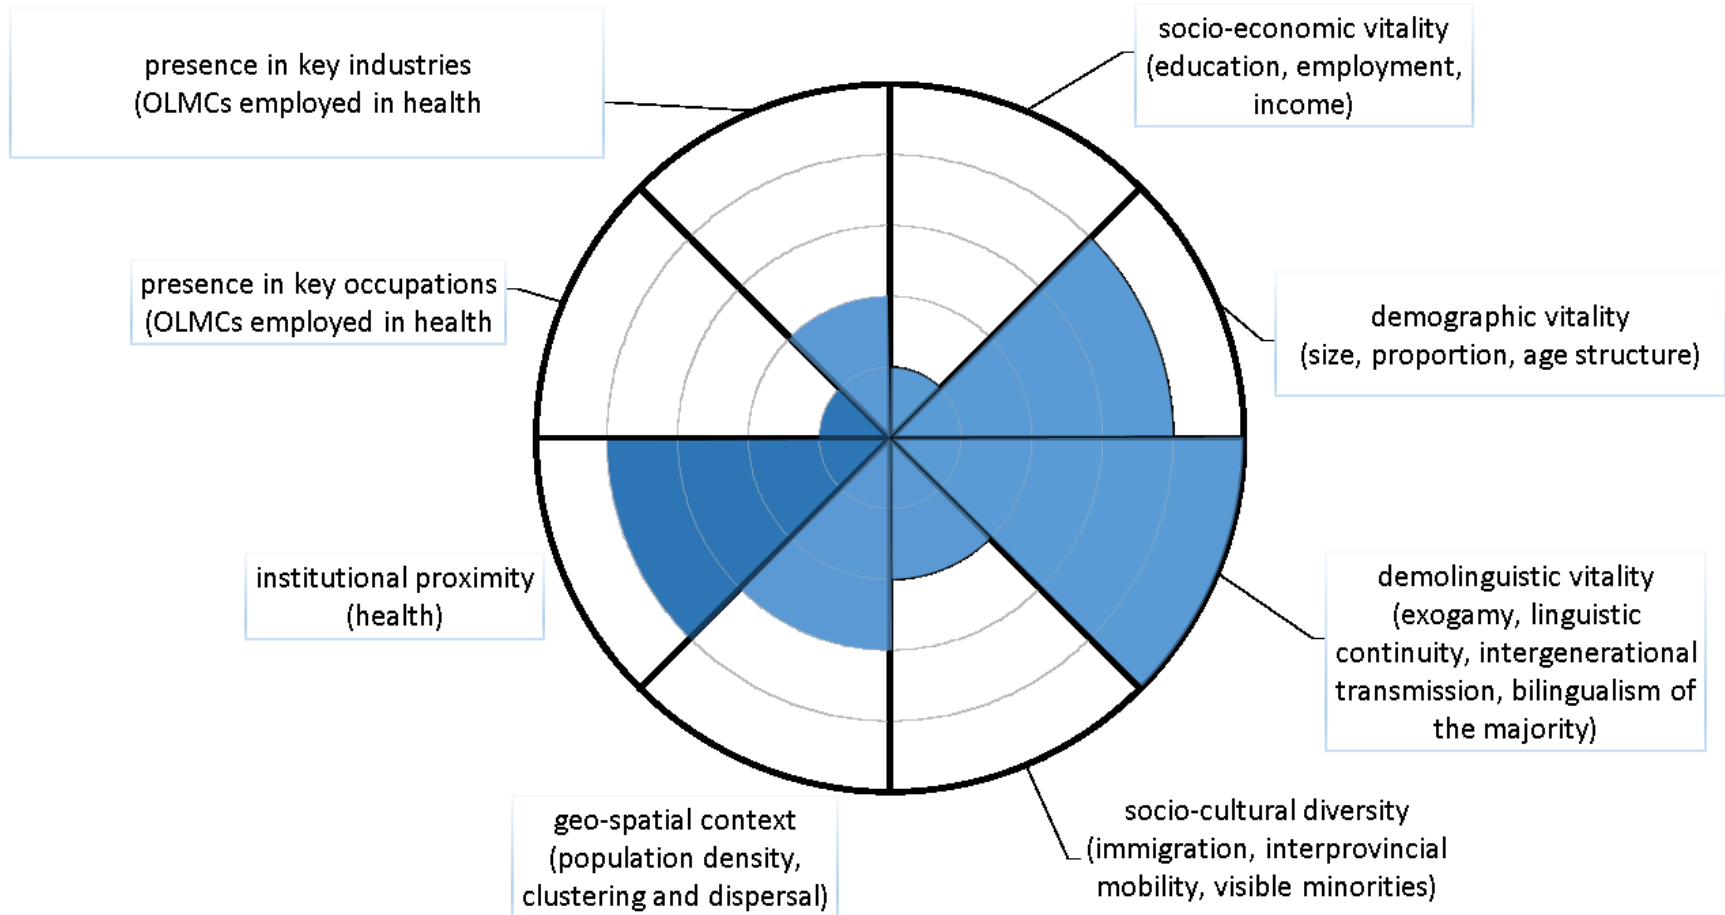 presence in key industries
(OLMCs employed in health
socio-economic vitality
(education, employment,
income)
presence in key occupations
(OLMCs employed in health
demographic vitality
(size, proportion, age structure)
institutional proximity
(health)
demolinguistic vitality
(exogamy, linguistic
continuity, intergenerational
transmission, bilingualism of
the majority)
geo-spatial context
(population density,
clustering and dispersal)
socio-cultural diversity
(immigration, interprovincial
mobility, visible minorities)